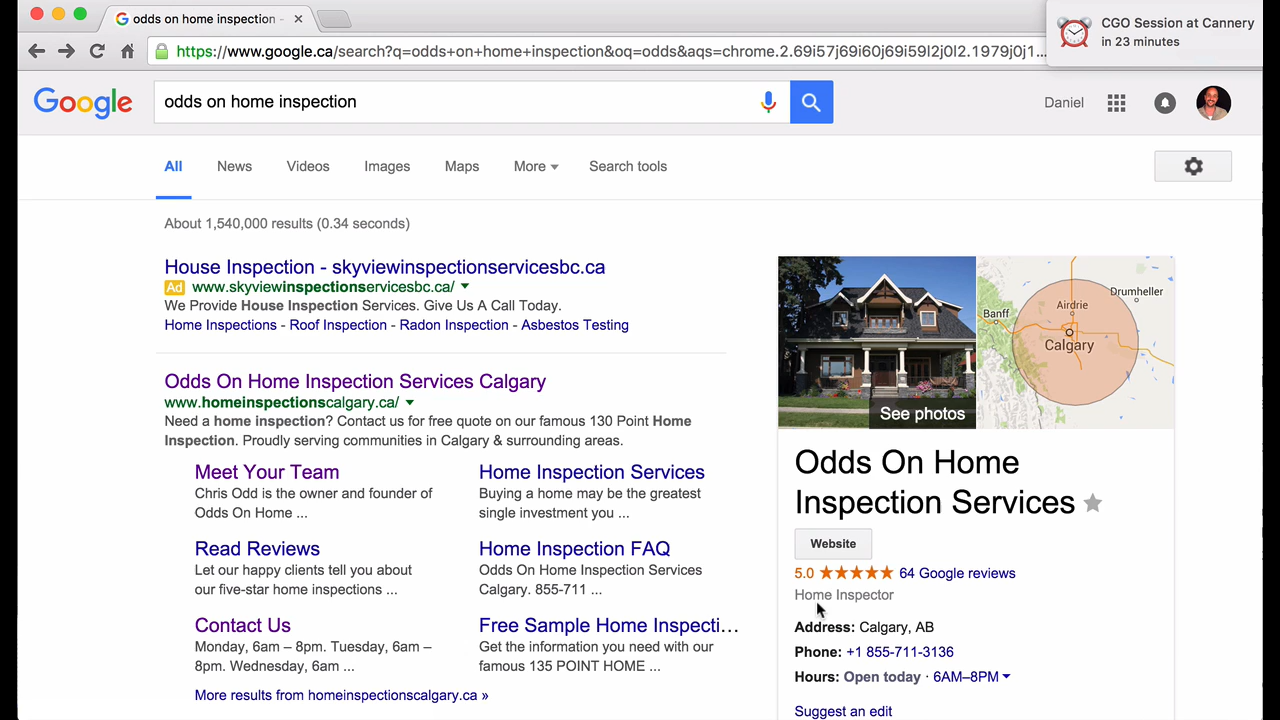 odds on home inspection -
CGO Session at Cannery
in 23 minutes
https://www.google.ca/search?q=odds+on+home+inspection&oq=odds&aqs=chrome.2.69i57j69i60j69i59l2j0l2.1979j0j1...
Google
odds on home inspection
Daniel
All News Videos Images Maps More Search tools
About 1,540,000 results (0.34 seconds)
House Inspection - skyviewinspectionservicesbc.ca
Ad www.skyviewinspectionservicesbc.ca/
We Provide House Inspection Services. Give Us A Call Today.
Home Inspections - Roof Inspection - Radon Inspection - Asbestos Testing
Odds On Home Inspection Services Calgary
www.homeinspectionscalgary.ca/
Need a home inspection? Contact us for free quote on our famous 130 Point Home
Inspection. Proudly serving communities in Calgary & surrounding areas.
Meet Your Team
Chris Odd is the owner and founder of
Odds On Home ...
Home Inspection Services
Buying a home may be the greatest
single investment you ...
Read Reviews
Let our happy clients tell you about
our five-star home inspections ...
Home Inspection FAQ
Odds On Home Inspection Services
Calgary. 855-711 ...
Contact Us
Monday, 6am – 8pm. Tuesday, 6am –
8pm. Wednesday, 6am ...
Free Sample Home Inspecti...
Get the information you need with our
famous 135 POINT HOME ...
More results from homeinspectionscalgary.ca »
See photos
Drumheller
Airdrie
Banff
Calgary
Odds On Home
Inspection Services
Website
5.0 64 Google reviews
Home Inspector
Address: Calgary, AB
Phone: +1 855-711-3136
Hours: Open today · 6AM–8PM
Suggest an edit